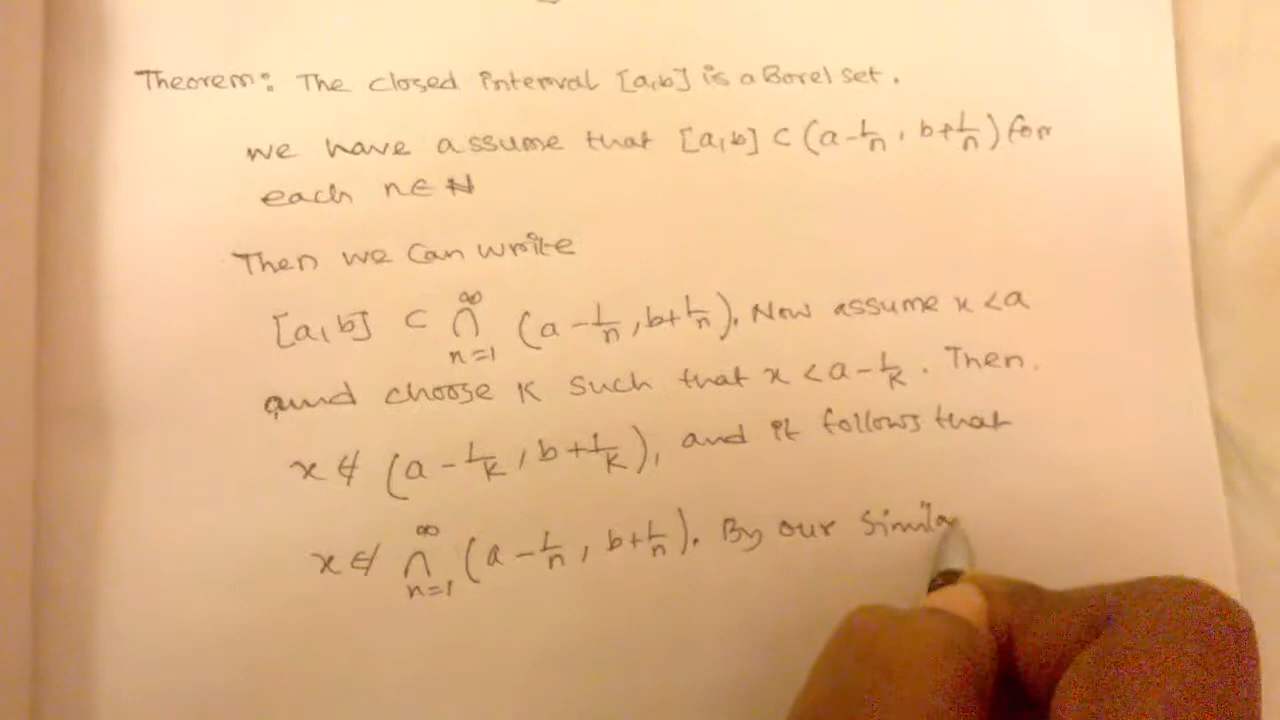 Theorem: The closed interval [a,b] is a Borel set.
we have assume that [a,b] ⊂ (a-1/n, b+1/n) for
each n∈ℕ
Then we can write
[a,b] ⊂ ∞∩n=1 (a-1/n, b+1/n). Now assume x<a
and choose K such that x<a-1/K. Then.
x∉ (a-1/K, b+1/K), and it follows that
x∉ ∞∩n=1 (a-1/n, b+1/n). By our simila